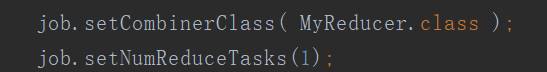 job.setCombinerClass( MyReducer.class );
job.setNumReduceTasks(1);